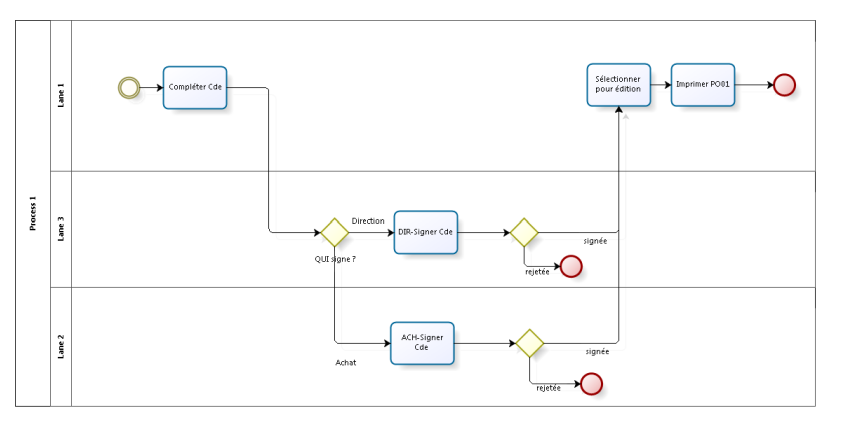 Process 1
Lane 1
Compléter Cde
Sélectionner
pour édition
Imprimer PO01
Lane 3
Direction
DIR-Signer Cde
QUI signe ?
signée
rejetée
Lane 2
ACH-Signer
Cde
Achat
signée
rejetée